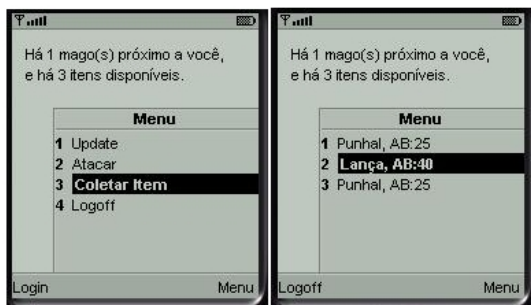 Há 1 mago(s) próximo a você,
e há 3 itens disponíveis.
Menu
1 Update
2 Atacar
3 Coletar Item
4 Logoff
Login Menu
Há 1 mago(s) próximo a você,
e há 3 itens disponíveis.
Menu
1 Punhal, AB:25
2 Lança, AB:40
3 Punhal, AB:25
Logoff Menu